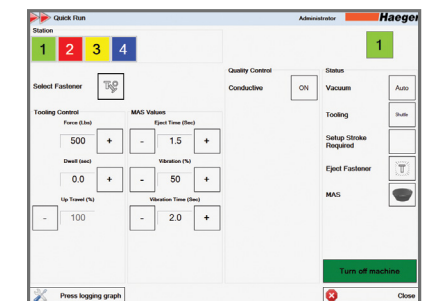 Quick Run
Administrator
Haeger
Station
1 2 3 4
1
Select Fastener
Quality Control
Conductive ON
Status
Vacuum Auto
Tooling Shuttle
Setup Stroke
Required
Eject Fastener
MAS
Tooling Control
Force (Lbs)
500 +
Dwell (sec)
0.0 +
Up Travel (%)
- 100
MAS Values
Eject Time (Sec)
- 1.5 +
Vibration (%)
- 50 +
Vibration Time (Sec)
- 2.0 +
Turn off machine
Press logging graph
Close